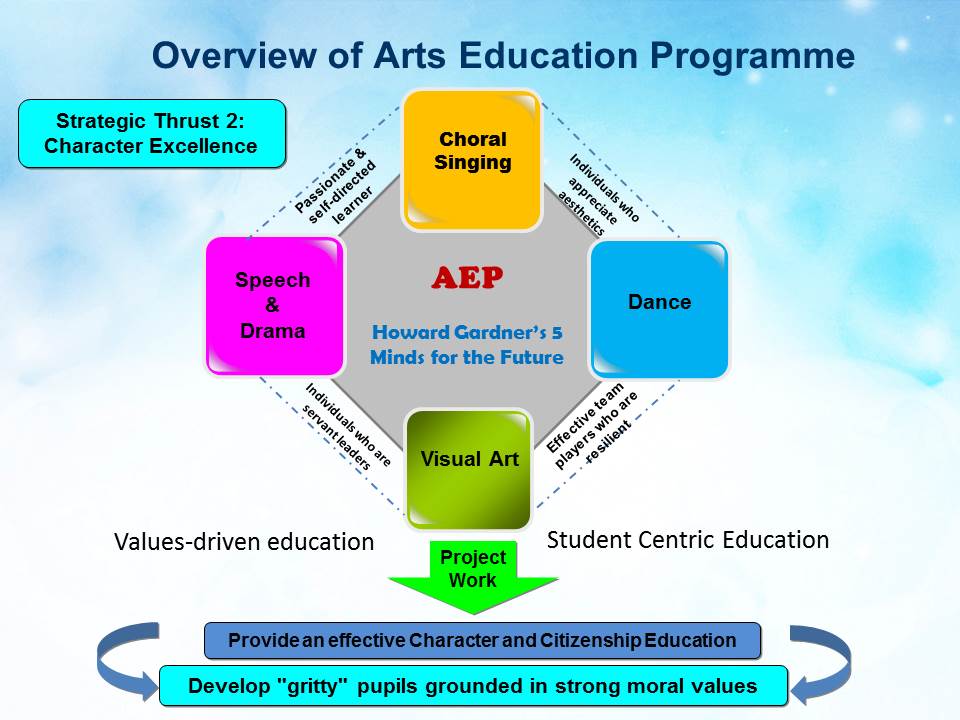 Overview of Arts Education Programme
Strategic Thrust 2:
Character Excellence
Choral
Singing
Passionate &
self-directed
learner
Individuals who
appreciate
aesthetics
Speech
&
Drama
AEP
Howard Gardner's 5
Minds for the Future
Dance
Individuals who are
servant leaders
Visual Art
Effective team
players who are
resilient
Values-driven education
Student Centric Education
Project
Work
Provide an effective Character and Citizenship Education
Develop "gritty" pupils grounded in strong moral values